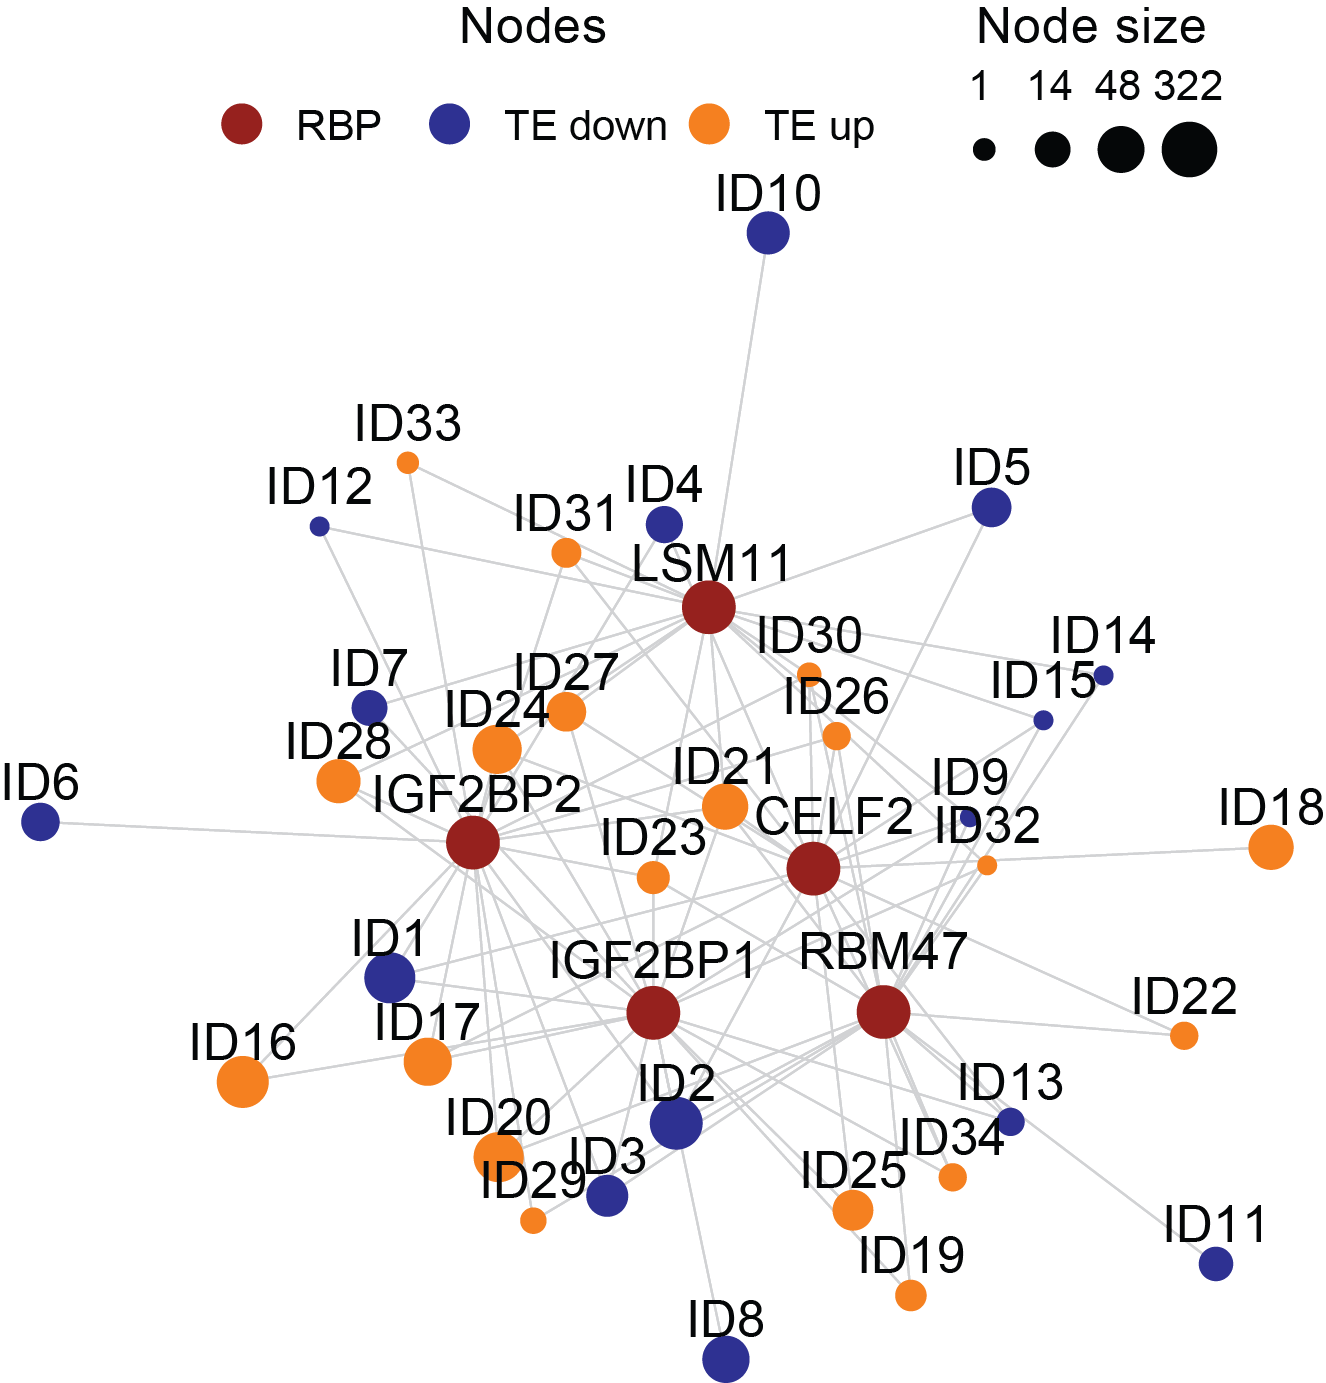 Nodes
Node size
1 14 48 322
RBP TE down TE up
ID10
ID33
ID12
ID4
ID5
ID31
LSM11
ID30
ID14
ID7
ID27
ID15
ID26
ID24
ID28
ID21
ID6
IGF2BP2
ID9
ID18
CELF2
ID32
ID23
ID1
IGF2BP1
RBM47
ID22
ID17
ID16
ID2
ID13
ID20
ID34
ID3
ID25
ID29
ID11
ID19
ID8